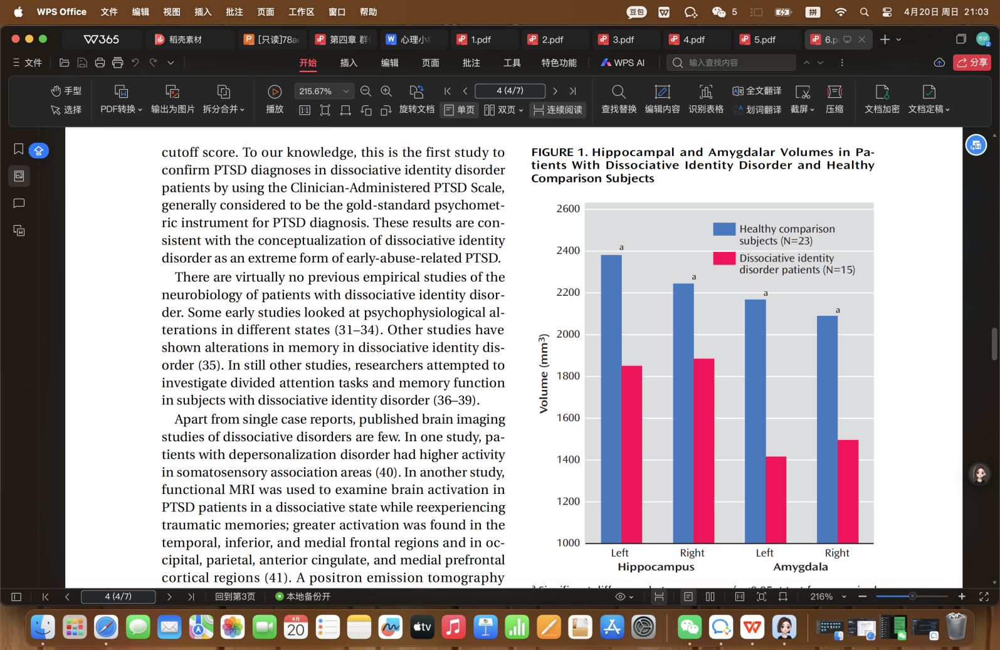 WPS Office 文件 编辑 视图 插入 批注 页面 工作区 窗口 帮助 豆包 5 拼 4月20日 周日 21:03
W365 稻壳素材 [只读]78a 第四章 群 心理小 1.pdf 2.pdf 3.pdf 4.pdf 5.pdf 6.p
文件 开始 插入 编辑 页面 批注 工具 特色功能 WPS AI 输入查找内容 分享
手型 215.67% 4 (4/7) 全文翻译
选择 PDF转换 输出为图片 拆分合并 播放 旋转文档 单页 双页 连续阅读 查找替换 编辑内容 识别表格 划词翻译 截屏 压缩 文档加密 文档定稿
cutoff score. To our knowledge, this is the first study to
confirm PTSD diagnoses in dissociative identity disorder
patients by using the Clinician-Administered PTSD Scale,
generally considered to be the gold-standard psychomet-
ric instrument for PTSD diagnosis. These results are con-
sistent with the conceptualization of dissociative identity
disorder as an extreme form of early-abuse-related PTSD.
There are virtually no previous empirical studies of the
neurobiology of patients with dissociative identity disor-
der. Some early studies looked at psychophysiological al-
terations in different states (31–34). Other studies have
shown alterations in memory in dissociative identity dis-
order (35). In still other studies, researchers attempted to
investigate divided attention tasks and memory function
in subjects with dissociative identity disorder (36–39).
Apart from single case reports, published brain imaging
studies of dissociative disorders are few. In one study, pa-
tients with depersonalization disorder had higher activity
in somatosensory association areas (40). In another study,
functional MRI was used to examine brain activation in
PTSD patients in a dissociative state while reexperiencing
traumatic memories; greater activation was found in the
temporal, inferior, and medial frontal regions and in oc-
cipital, parietal, anterior cingulate, and medial prefrontal
cortical regions (41). A positron emission tomography
FIGURE 1. Hippocampal and Amygdalar Volumes in Pa-
tients With Dissociative Identity Disorder and Healthy
Comparison Subjects
Volume (mm³)
2600
2400
2200
2000
1800
1600
1400
1200
1000
Healthy comparison
subjects (N=23)
Dissociative identity
disorder patients (N=15)
a
a
a
a
Left Right Left Right
Hippocampus Amygdala
4 (4/7) 回到第3页 本地备份开 216%
4月
20
tv